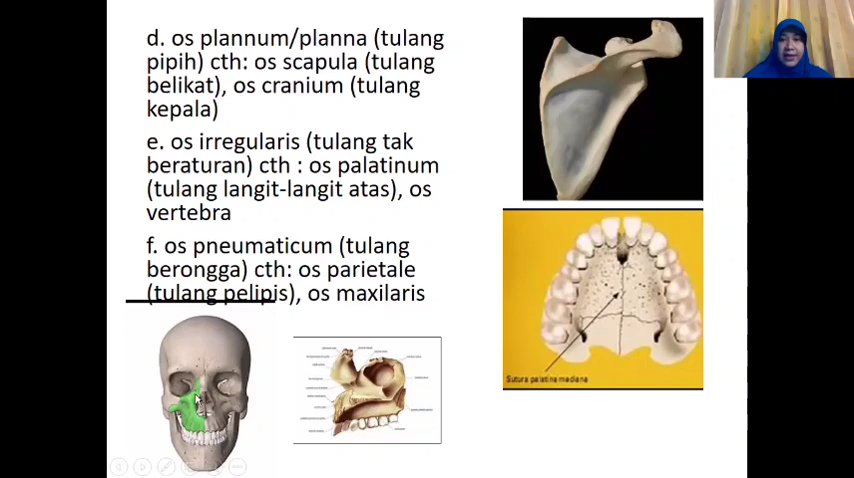 d. os plannum/planna (tulang
pipih) cth: os scapula (tulang
belikat), os cranium (tulang
kepala)
e. os irregularis (tulang tak
beraturan) cth : os palatinum
(tulang langit-langit atas), os
vertebra
f. os pneumaticum (tulang
berongga) cth: os parietale
(tulang pelipis), os maxilaris
Sutura palatina mediana